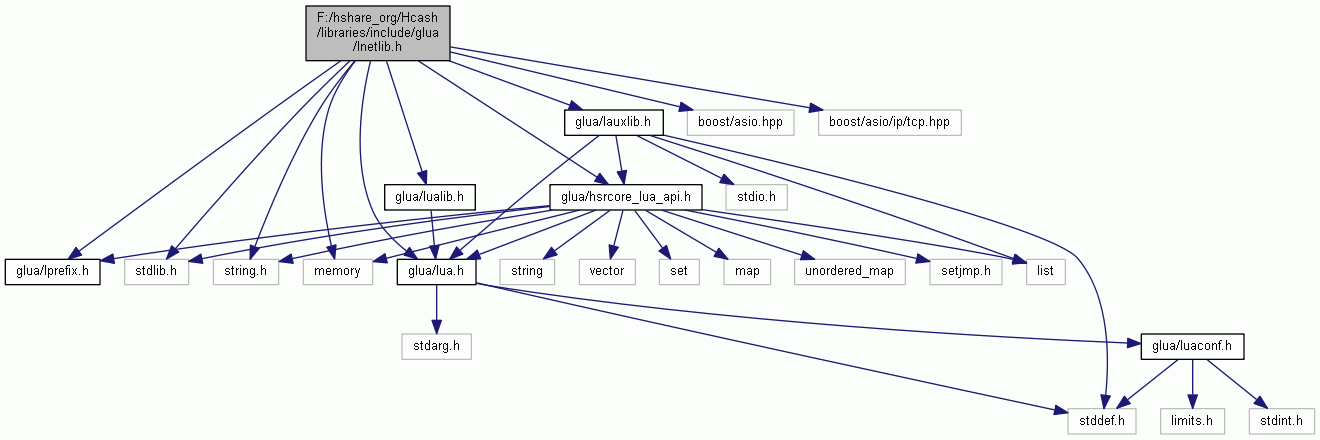 F:/hshare_org/Hcash
/libraries/include/glua
/lnetlib.h
glua/lauxlib.h
boost/asio.hpp
boost/asio/ip/tcp.hpp
glua/lualib.h
glua/hsrcore_lua_api.h
stdio.h
glua/lprefix.h
stdlib.h
string.h
memory
glua/lua.h
string
vector
set
map
unordered_map
setjmp.h
list
stdarg.h
glua/luaconf.h
stddef.h
limits.h
stdint.h